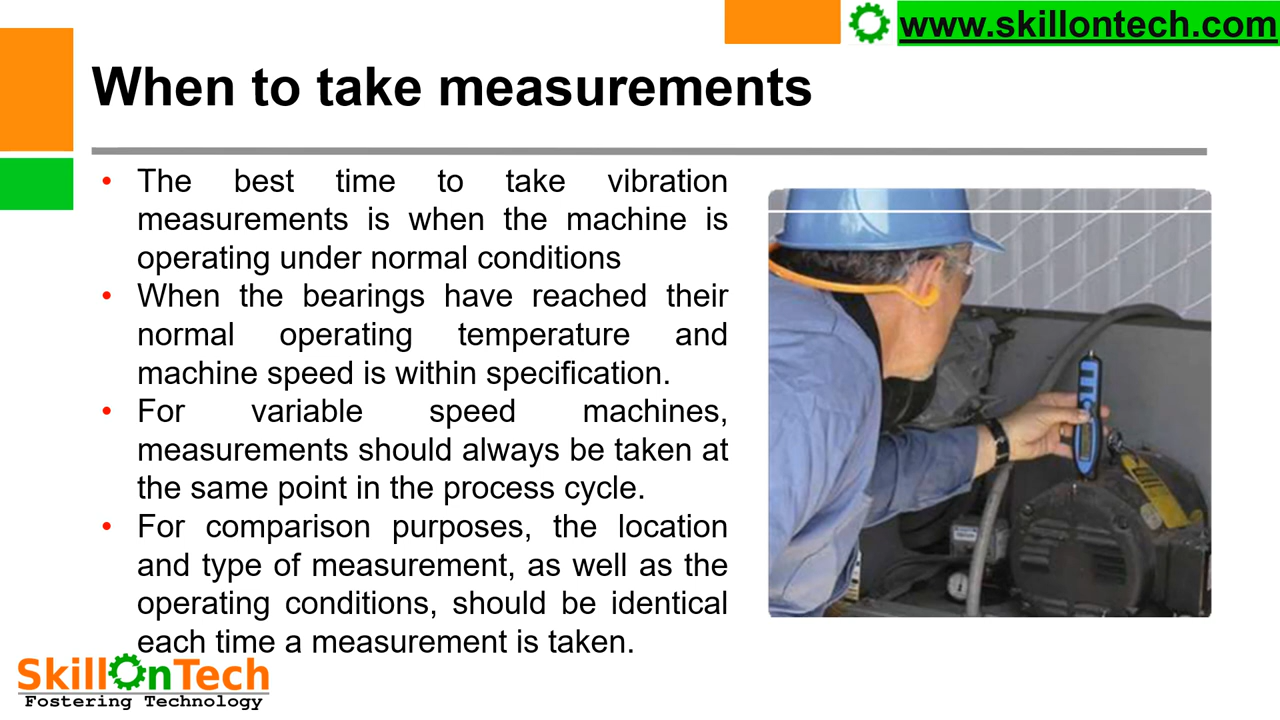 www.skillontech.com
When to take measurements
• The best time to take vibration
measurements is when the machine is
operating under normal conditions
• When the bearings have reached their
normal operating temperature and
machine speed is within specification.
• For variable speed machines,
measurements should always be taken at
the same point in the process cycle.
• For comparison purposes, the location
and type of measurement, as well as the
operating conditions, should be identical
each time a measurement is taken.
SkillOnTech
Fostering Technology